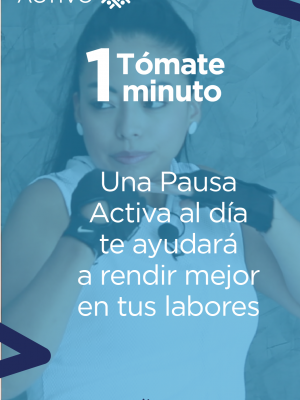 ACTIVO
1 Tómate
minuto
Una Pausa
Activa al día
te ayudará
a rendir mejor
en tus labores